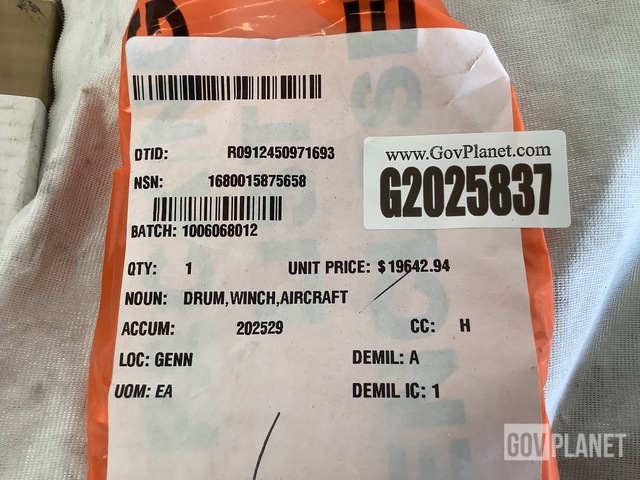 DTID: R0912450971693
www.GovPlanet.com
G2025837
NSN: 1680015875658
BATCH: 1006068012
QTY: 1 UNIT PRICE: $19642.94
NOUN: DRUM,WINCH,AIRCRAFT
ACCUM: 202529 CC: H
LOC: GENN DEMIL: A
UOM: EA DEMIL IC: 1
GOVPLANET